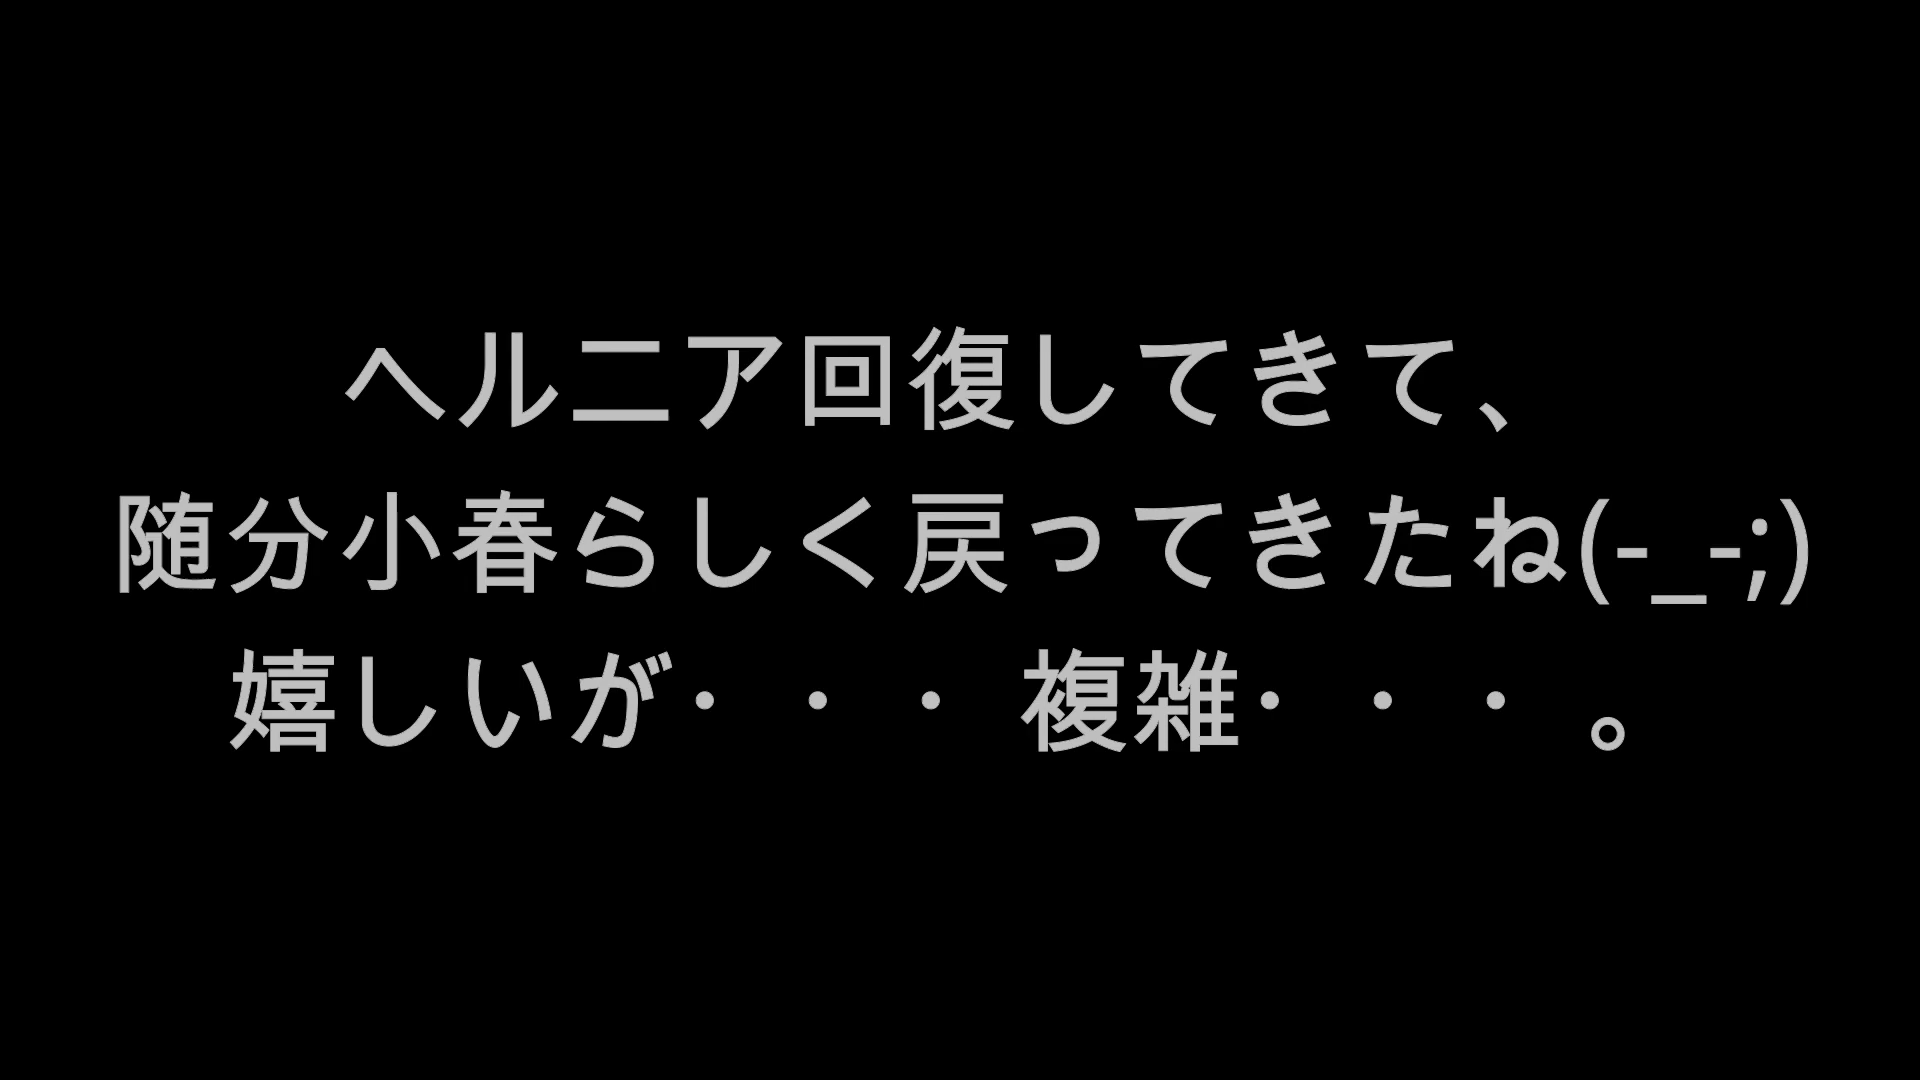 ヘルニア回復してきて、
随分小春らしく戻ってきたね(-_-;)
嬉しいが・・・複雑・・・。